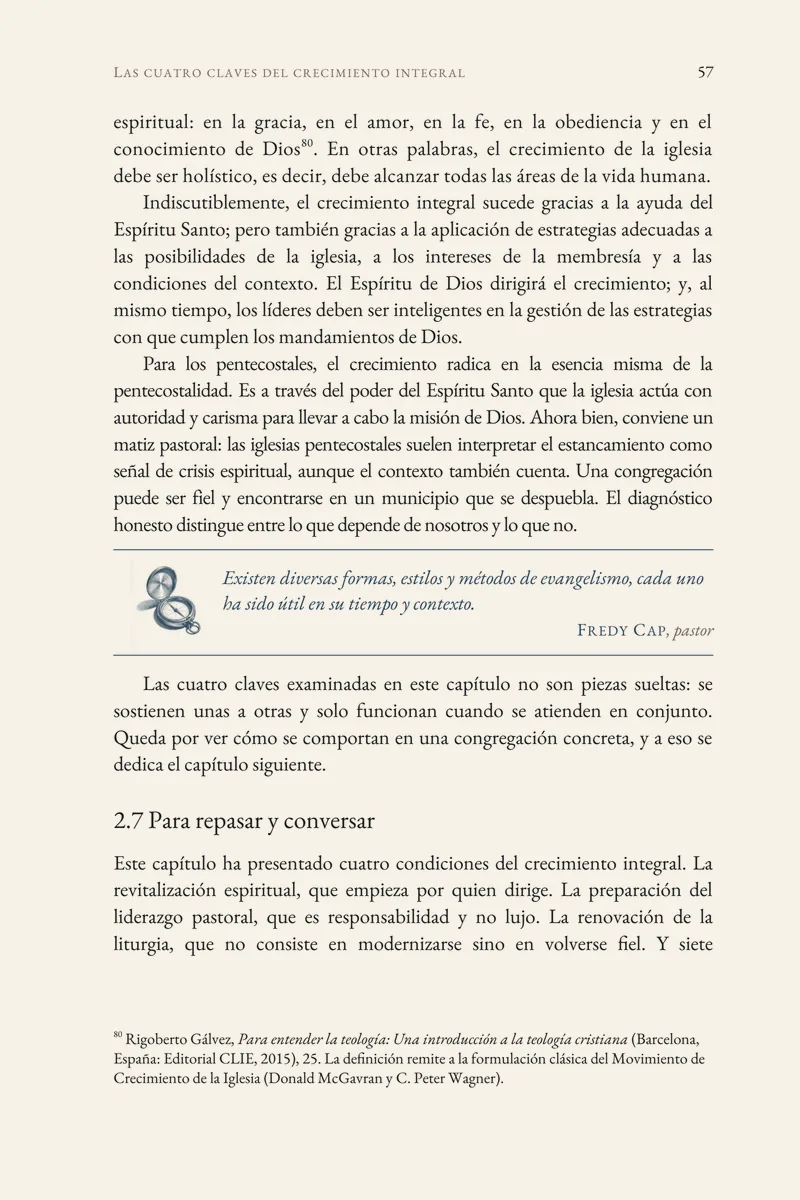 LAS CUATRO CLAVES DEL CRECIMIENTO INTEGRAL 57
espiritual: en la gracia, en el amor, en la fe, en la obediencia y en el
conocimiento de Dios80. En otras palabras, el crecimiento de la iglesia
debe ser holístico, es decir, debe alcanzar todas las áreas de la vida humana.
Indiscutiblemente, el crecimiento integral sucede gracias a la ayuda del
Espíritu Santo; pero también gracias a la aplicación de estrategias adecuadas a
las posibilidades de la iglesia, a los intereses de la membresía y a las
condiciones del contexto. El Espíritu de Dios dirigirá el crecimiento; y, al
mismo tiempo, los líderes deben ser inteligentes en la gestión de las estrategias
con que cumplen los mandamientos de Dios.
Para los pentecostales, el crecimiento radica en la esencia misma de la
pentecostalidad. Es a través del poder del Espíritu Santo que la iglesia actúa con
autoridad y carisma para llevar a cabo la misión de Dios. Ahora bien, conviene un
matiz pastoral: las iglesias pentecostales suelen interpretar el estancamiento como
señal de crisis espiritual, aunque el contexto también cuenta. Una congregación
puede ser fiel y encontrarse en un municipio que se despuebla. El diagnóstico
honesto distingue entre lo que depende de nosotros y lo que no.
Existen diversas formas, estilos y métodos de evangelismo, cada uno
ha sido útil en su tiempo y contexto.
FREDY CAP, pastor
Las cuatro claves examinadas en este capítulo no son piezas sueltas: se
sostienen unas a otras y solo funcionan cuando se atienden en conjunto.
Queda por ver cómo se comportan en una congregación concreta, y a eso se
dedica el capítulo siguiente.
2.7 Para repasar y conversar
Este capítulo ha presentado cuatro condiciones del crecimiento integral. La
revitalización espiritual, que empieza por quien dirige. La preparación del
liderazgo pastoral, que es responsabilidad y no lujo. La renovación de la
liturgia, que no consiste en modernizarse sino en volverse fiel. Y siete
80 Rigoberto Gálvez, Para entender la teología: Una introducción a la teología cristiana (Barcelona,
España: Editorial CLIE, 2015), 25. La definición remite a la formulación clásica del Movimiento de
Crecimiento de la Iglesia (Donald McGavran y C. Peter Wagner).